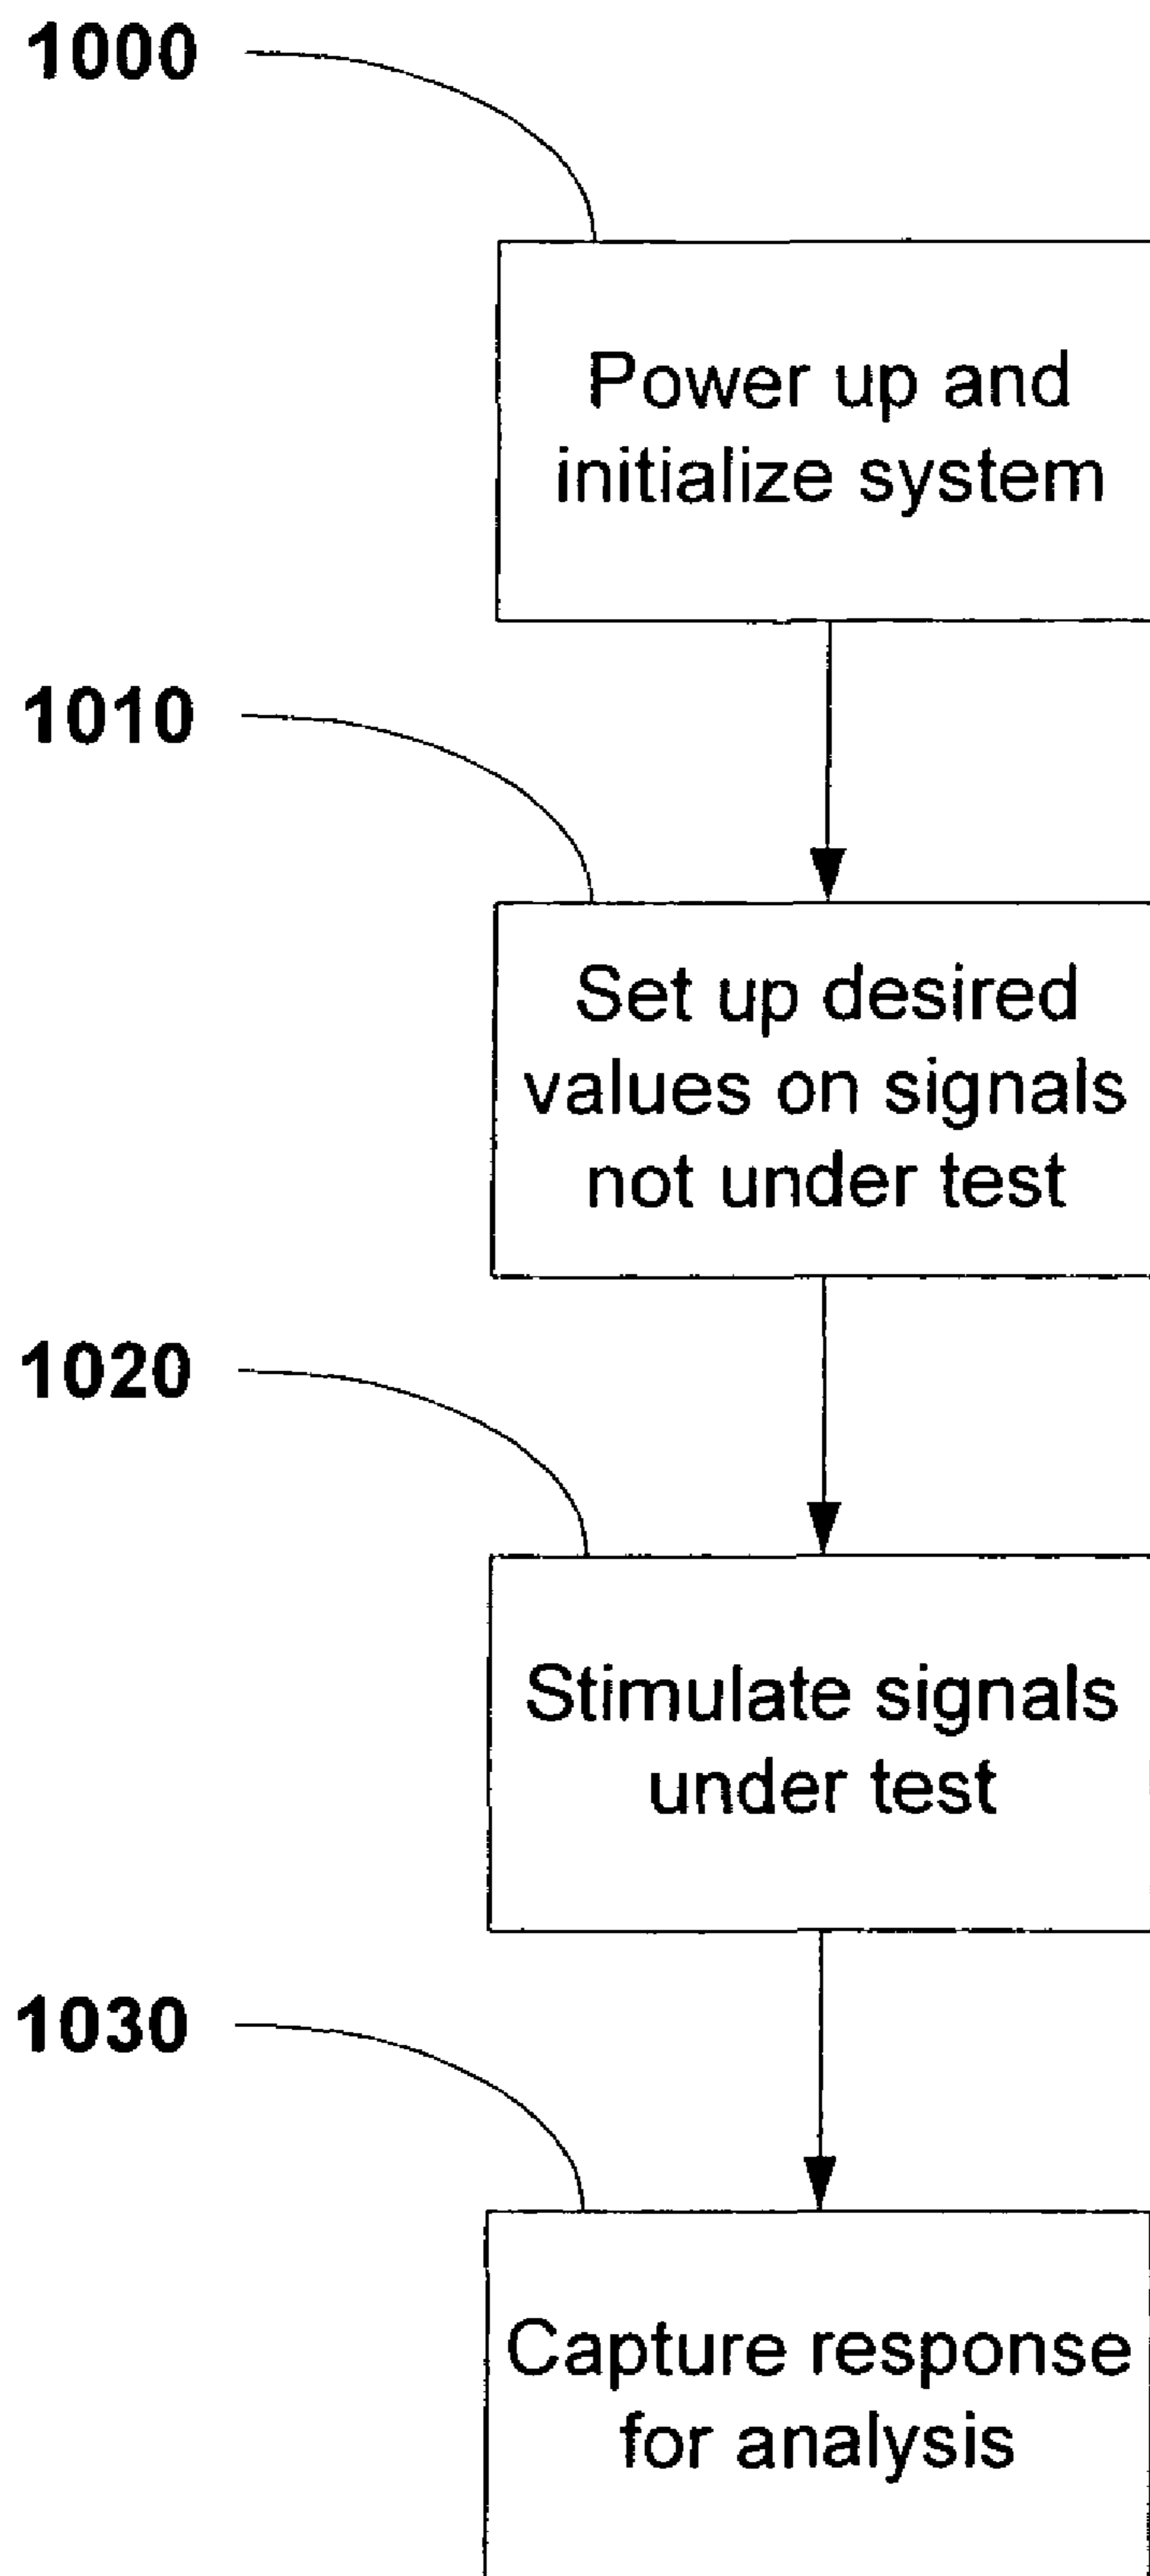 1000
Power up and
initialize system
1010
Set up desired
values on signals
not under test
1020
Stimulate signals
under test
1030
Capture response
for analysis